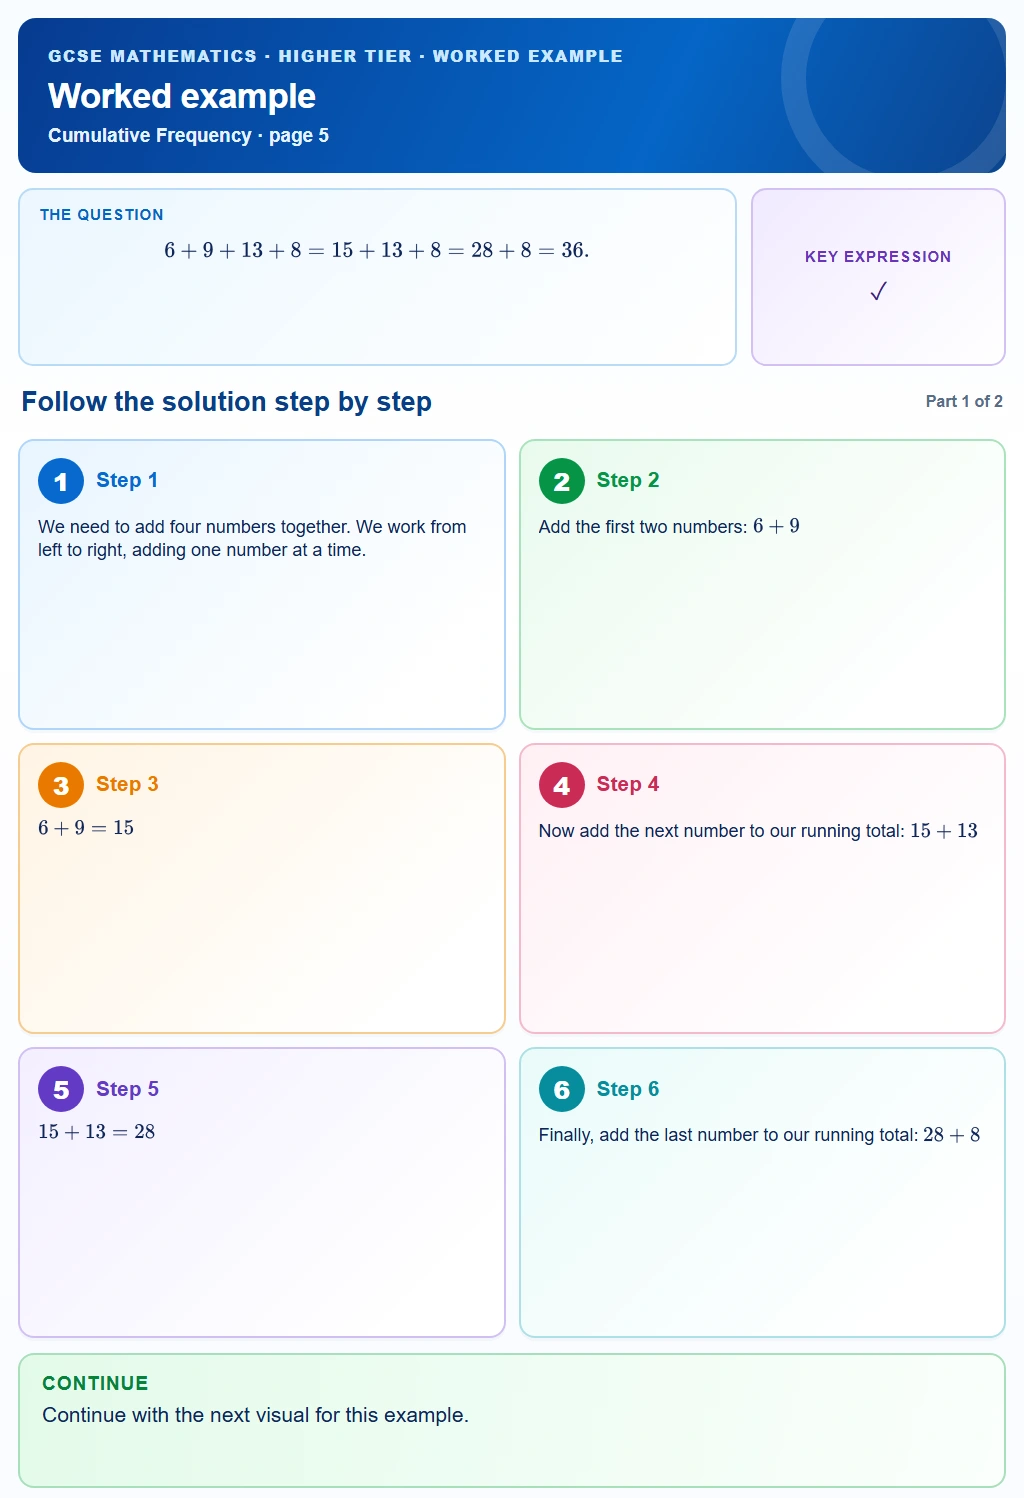 GCSE MATHEMATICS · HIGHER TIER · WORKED EXAMPLE
Worked example
Cumulative Frequency · page 5
THE QUESTION
6 + 9 + 13 + 8 = 15 + 13 + 8 = 28 + 8 = 36.
KEY EXPRESSION
✓
Follow the solution step by step
Part 1 of 2
1 Step 1
We need to add four numbers together. We work from
left to right, adding one number at a time.
2 Step 2
Add the first two numbers: 6 + 9
3 Step 3
6 + 9 = 15
4 Step 4
Now add the next number to our running total: 15 + 13
5 Step 5
15 + 13 = 28
6 Step 6
Finally, add the last number to our running total: 28 + 8
CONTINUE
Continue with the next visual for this example.